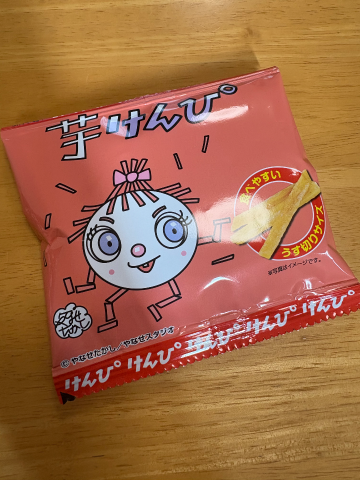 芋けんぴ
食べやすい
うす切りサイズ
※写真はイメージです。
© やなせたかし／やなせスタジオ
けんぴ けんぴ けんぴ けんぴ けんぴ